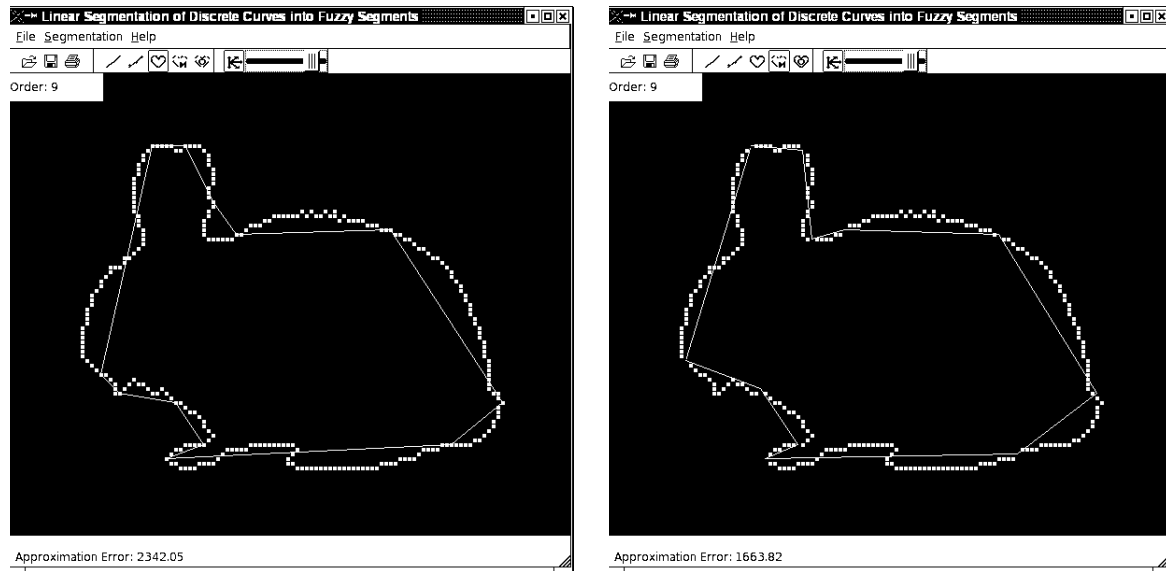 Linear Segmentation of Discrete Curves into Fuzzy Segments
File Segmentation Help
Order: 9
Approximation Error: 2342.05
Linear Segmentation of Discrete Curves into Fuzzy Segments
File Segmentation Help
Order: 9
Approximation Error: 1663.82